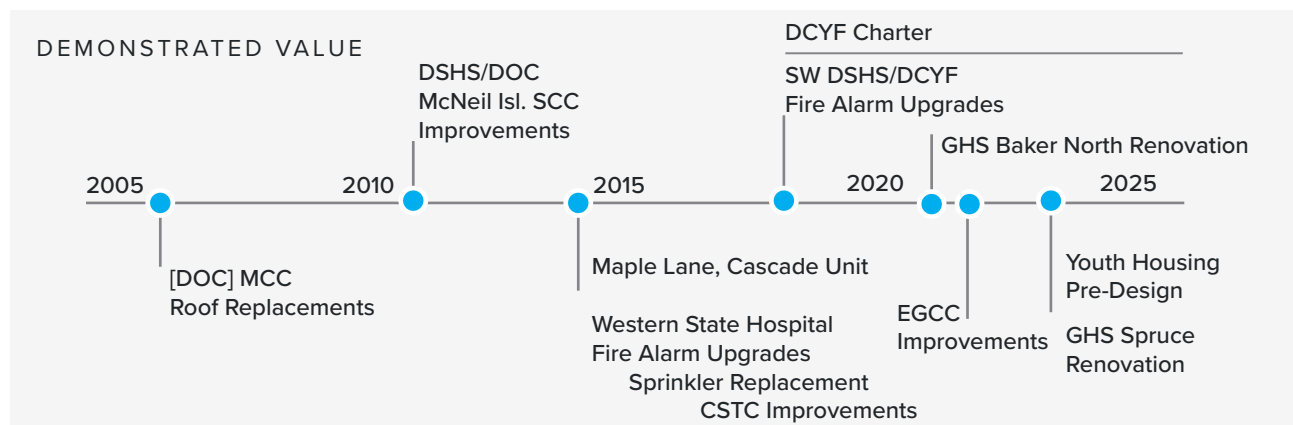 DEMONSTRATED VALUE
DCYF Charter
DSHS/DOC
McNeil Isl. SCC
Improvements
SW DSHS/DCYF
Fire Alarm Upgrades
GHS Baker North Renovation
2005
2010
2015
2020
2025
[DOC] MCC
Roof Replacements
Maple Lane, Cascade Unit
Western State Hospital
Fire Alarm Upgrades
Sprinkler Replacement
CSTC Improvements
EGCC
Improvements
Youth Housing
Pre-Design
GHS Spruce
Renovation